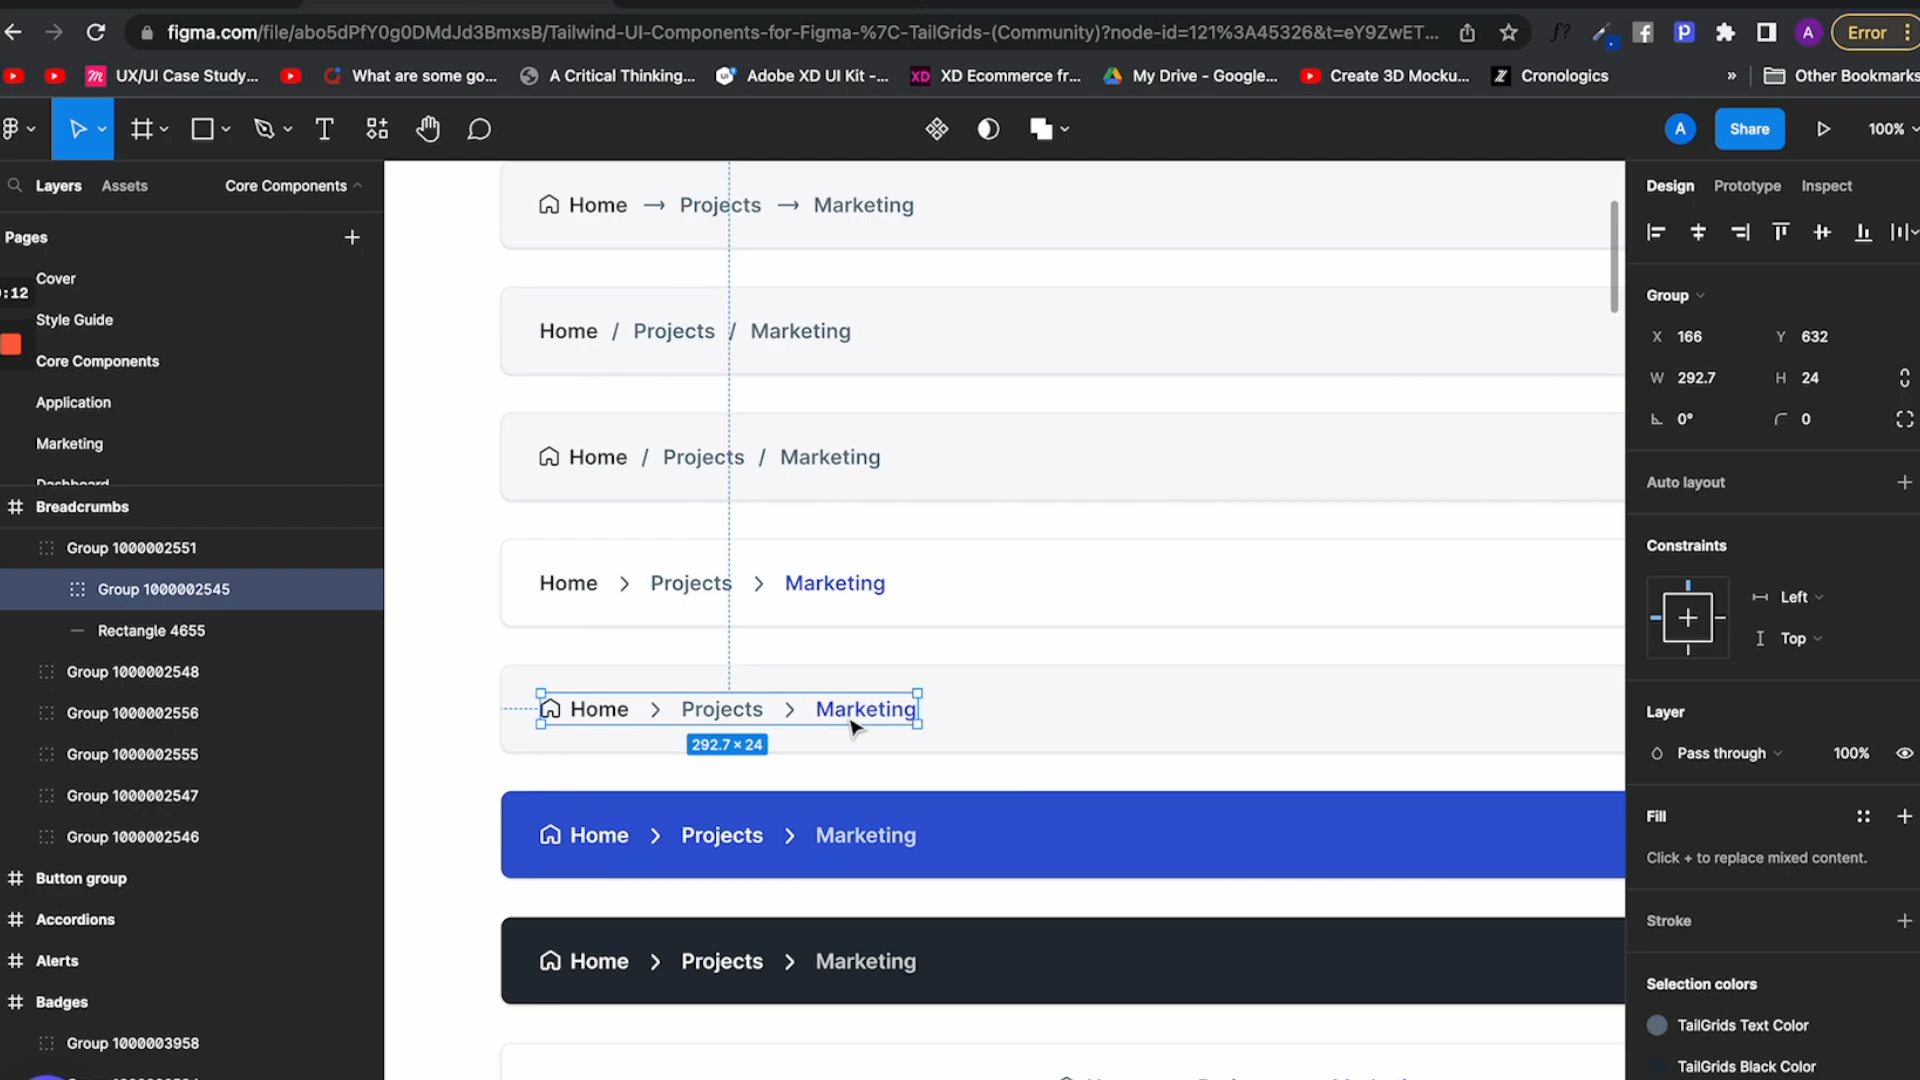 figma.com/file/abo5dPfY0g0DMdJd3BmxsB/Tailwind-UI-Components-for-Figma-%7C-TailGrids-(Community)?node-id=121%3A45326&t=eY9ZwET...
f?
A
Error
UX/UI Case Study...
What are some go...
A Critical Thinking...
Adobe XD UI Kit -...
XD
XD Ecommerce fr...
My Drive - Google...
Create 3D Mocku...
Cronologics
»
Other Bookmarks
A
Share
100%
Layers
Assets
Core Components
Pages
Cover
:12
Style Guide
Core Components
Application
Marketing
Dashboard
Breadcrumbs
Group 1000002551
Group 1000002545
Rectangle 4655
Group 1000002548
Group 1000002556
Group 1000002555
Group 1000002547
Group 1000002546
Button group
Accordions
Alerts
Badges
Group 1000003958
Home → Projects → Marketing
Home / Projects / Marketing
Home / Projects / Marketing
Home > Projects > Marketing
Home > Projects > Marketing
292.7 × 24
Home > Projects > Marketing
Home > Projects > Marketing
Design
Prototype
Inspect
Group
X 166
Y 632
W 292.7
H 24
0°
0
Auto layout
Constraints
Left
Top
Layer
Pass through
100%
Fill
Click + to replace mixed content.
Stroke
Selection colors
TailGrids Text Color
TailGrids Black Color